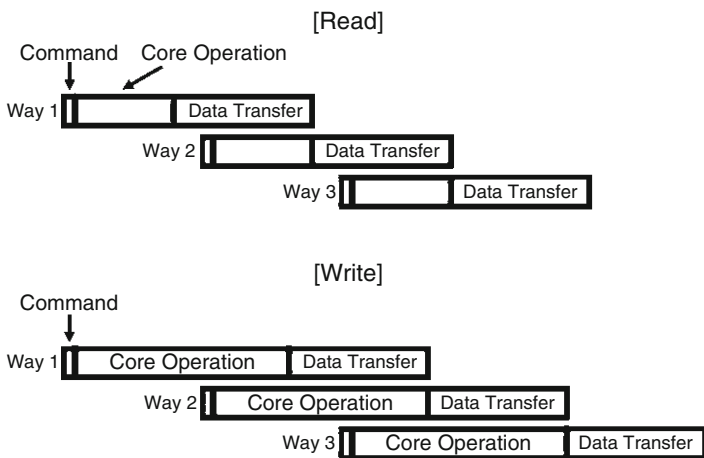 [Read]
Command Core Operation
Way 1 Data Transfer
Way 2 Data Transfer
Way 3 Data Transfer
[Write]
Command
Way 1 Core Operation Data Transfer
Way 2 Core Operation Data Transfer
Way 3 Core Operation Data Transfer